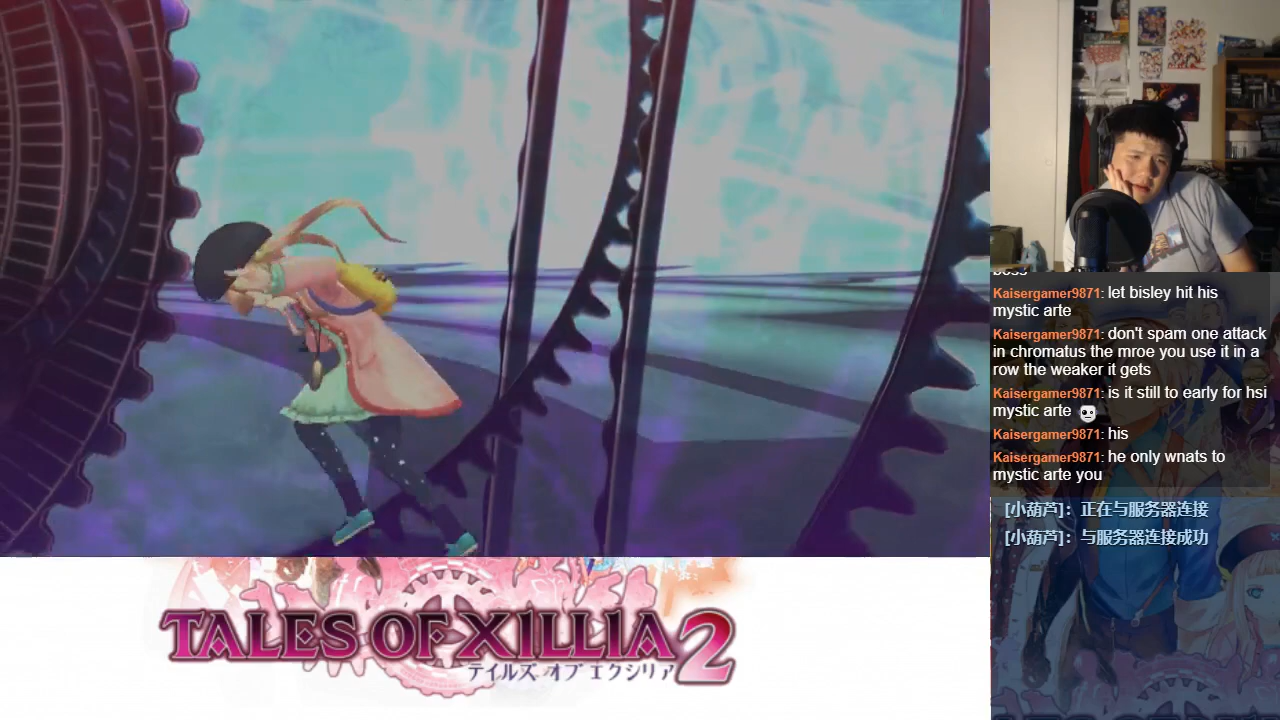 boss
Kaisergamer9871: let bisley hit his
mystic arte
Kaisergamer9871: don't spam one attack
in chromatus the mroe you use it in a
row the weaker it gets
Kaisergamer9871: is it still to early for hsi
mystic arte
Kaisergamer9871: his
Kaisergamer9871: he only wnats to
mystic arte you
[小葫芦]：正在与服务器连接
[小葫芦]：与服务器连接成功
TALES OF XILLIA 2
テイルズ オブ エクシリア